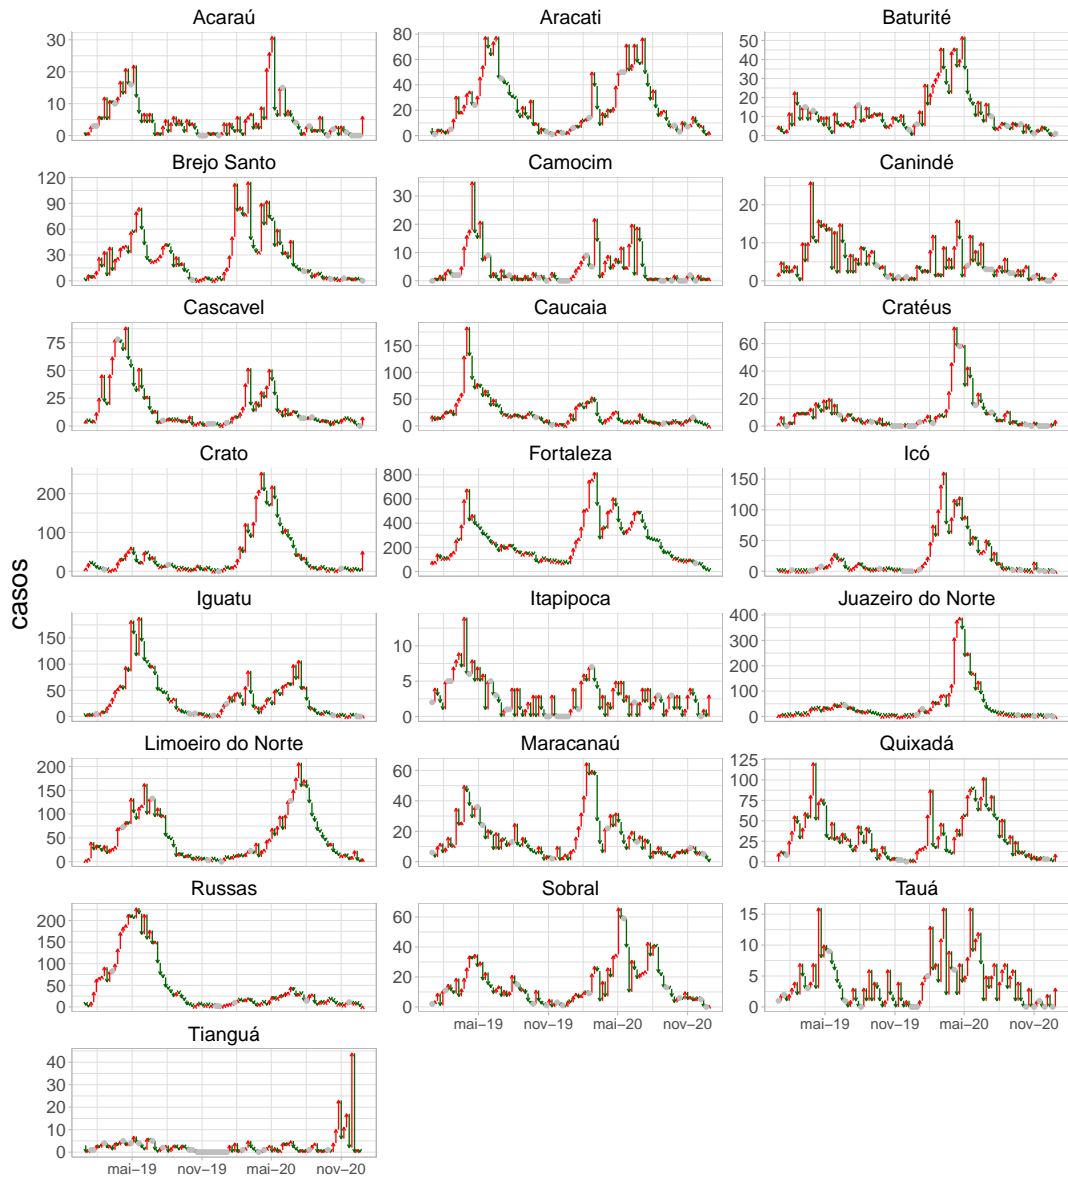 Acaraú Aracati Baturité
30 20 10 0
80 60 40 20 0
50 40 30 20 10 0
Brejo Santo Camocim Canindé
120 90 60 30 0
30 20 10 0
20 10 0
Cascavel Caucaia Cratéus
75 50 25 0
150 100 50 0
60 40 20 0
Crato Fortaleza Icó
200 100 0
800 600 400 200 0
150 100 50 0
casos
Iguatu Itapipoca Juazeiro do Norte
150 100 50 0
10 5 0
400 300 200 100 0
Limoeiro do Norte Maracanaú Quixadá
200 150 100 50 0
60 40 20 0
125 100 75 50 25 0
Russas Sobral Tauá
200 150 100 50 0
60 40 20 0
15 10 5 0
mai−19 nov−19 mai−20 nov−20 mai−19 nov−19 mai−20 nov−20
Tianguá
40 30 20 10 0
mai−19 nov−19 mai−20 nov−20